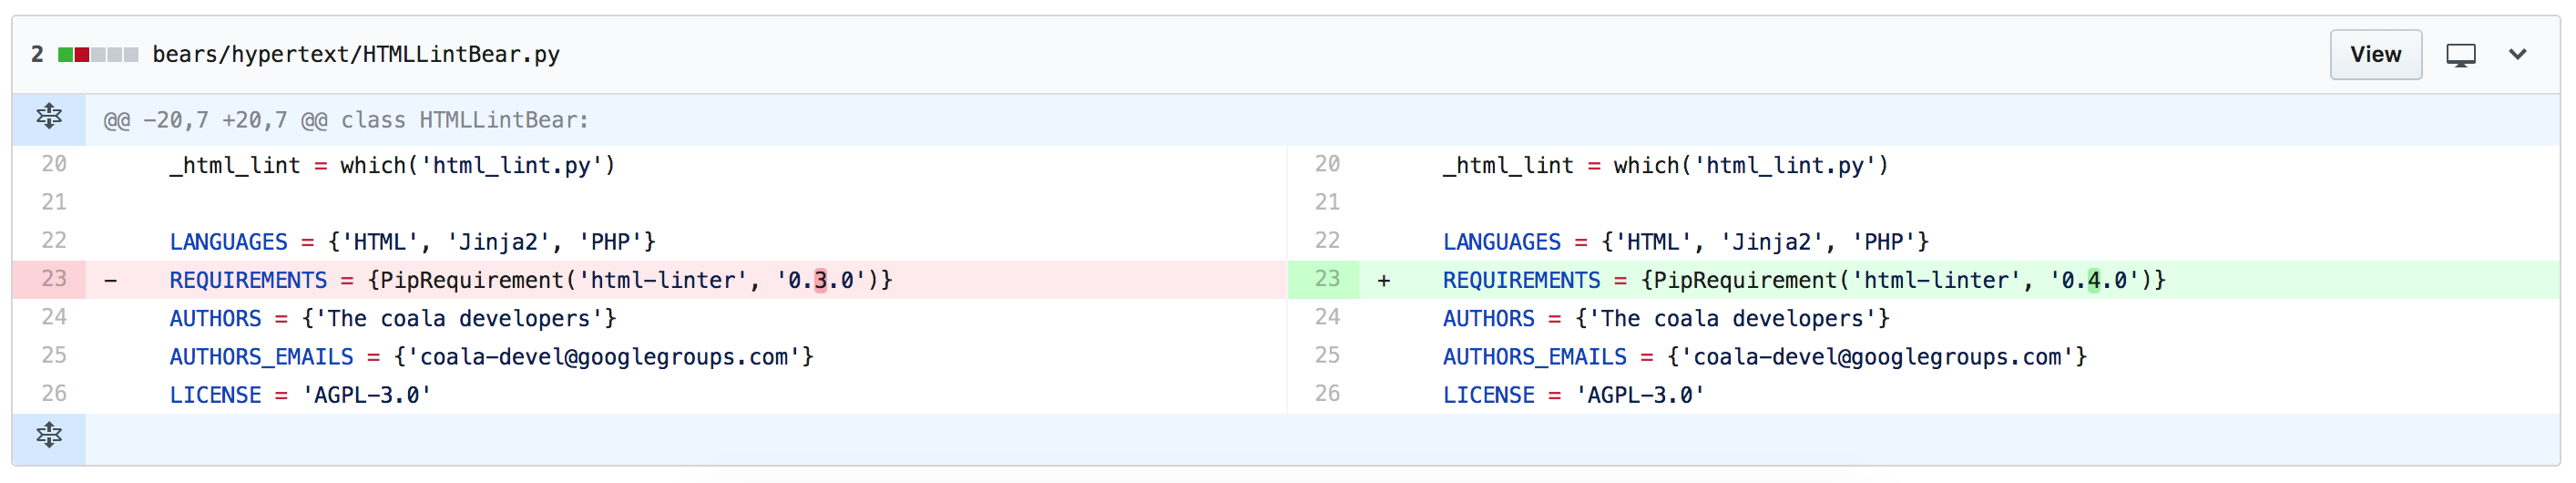 2 bears/hypertext/HTMLLintBear.py View
@@ -20,7 +20,7 @@ class HTMLLintBear:
20 _html_lint = which('html_lint.py')
21
22 LANGUAGES = {'HTML', 'Jinja2', 'PHP'}
23 - REQUIREMENTS = {PipRequirement('html-linter', '0.3.0')}
24 AUTHORS = {'The coala developers'}
25 AUTHORS_EMAILS = {'coala-devel@googlegroups.com'}
26 LICENSE = 'AGPL-3.0'
20 _html_lint = which('html_lint.py')
21
22 LANGUAGES = {'HTML', 'Jinja2', 'PHP'}
23 + REQUIREMENTS = {PipRequirement('html-linter', '0.4.0')}
24 AUTHORS = {'The coala developers'}
25 AUTHORS_EMAILS = {'coala-devel@googlegroups.com'}
26 LICENSE = 'AGPL-3.0'